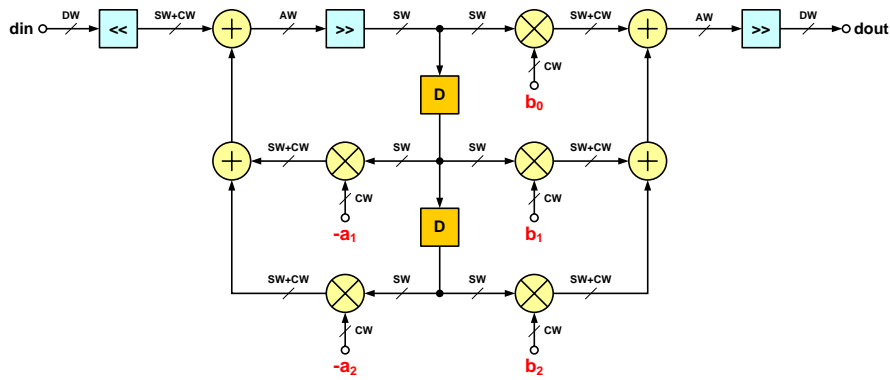 din DW << SW+CW + AW >> SW SW SW+CW + AW >> DW dout
CW
b0
D
SW+CW SW SW SW+CW
+ +
CW CW
-a1 b1
D
SW+CW SW SW SW+CW
CW CW
-a2 b2